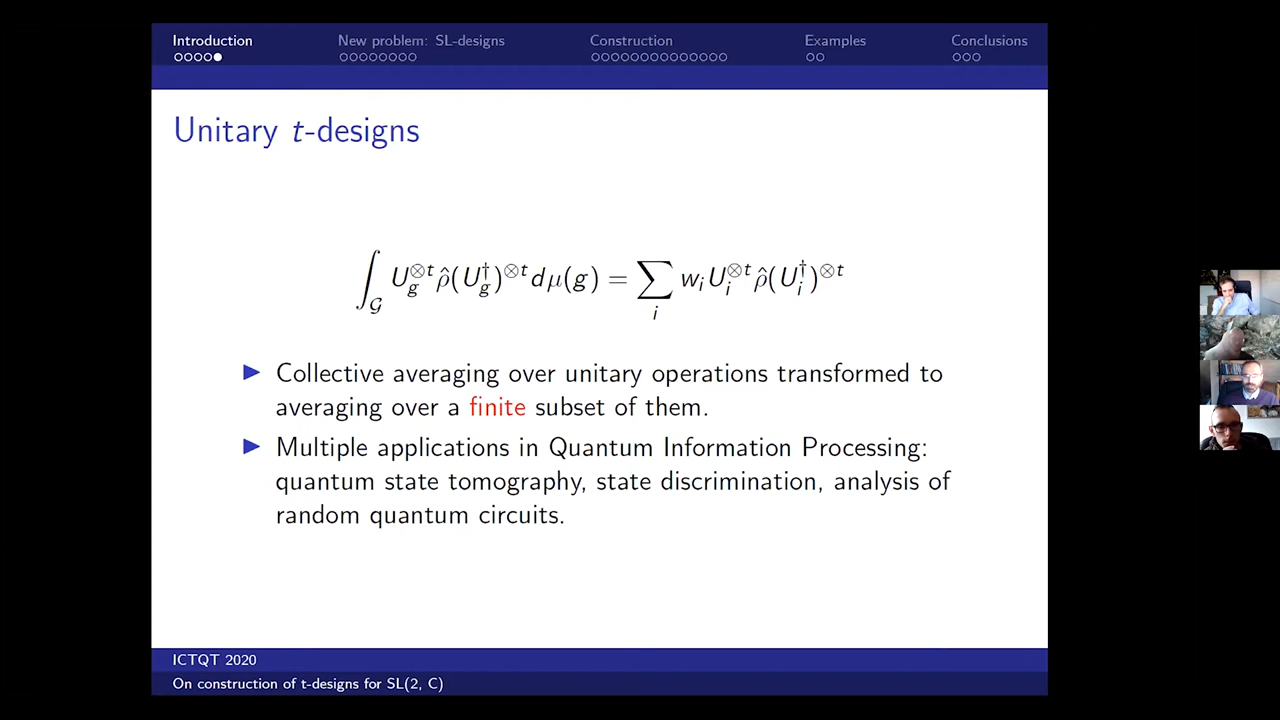 Introduction
New problem: SL-designs
Construction
Examples
Conclusions
Unitary t-designs
∫_𝒢 U_g^{⊗t} ρ̂ (U_g^†)^{⊗t} dμ(g) = ∑_i w_i U_i^{⊗t} ρ̂ (U_i^†)^{⊗t}
Collective averaging over unitary operations transformed to
averaging over a finite subset of them.
Multiple applications in Quantum Information Processing:
quantum state tomography, state discrimination, analysis of
random quantum circuits.
ICTQT 2020
On construction of t-designs for SL(2, C)